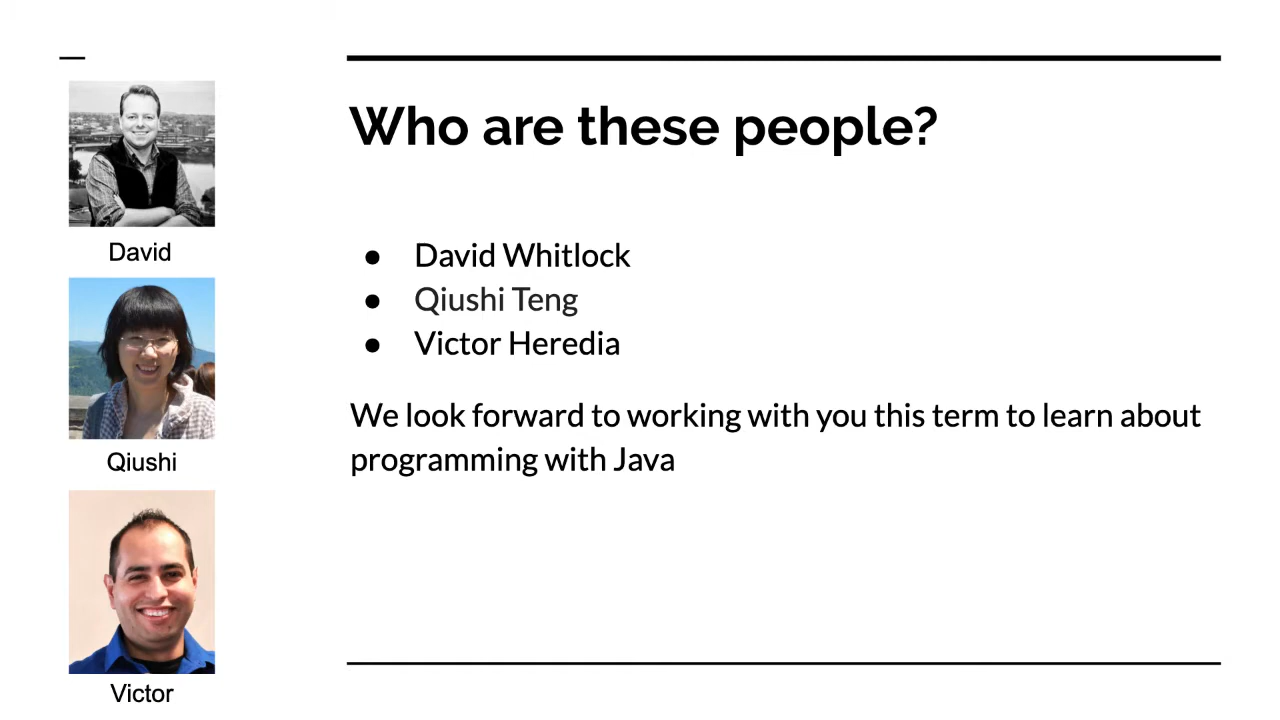 David
Qiushi
Victor
Who are these people?
● David Whitlock
● Qiushi Teng
● Victor Heredia
We look forward to working with you this term to learn about
programming with Java